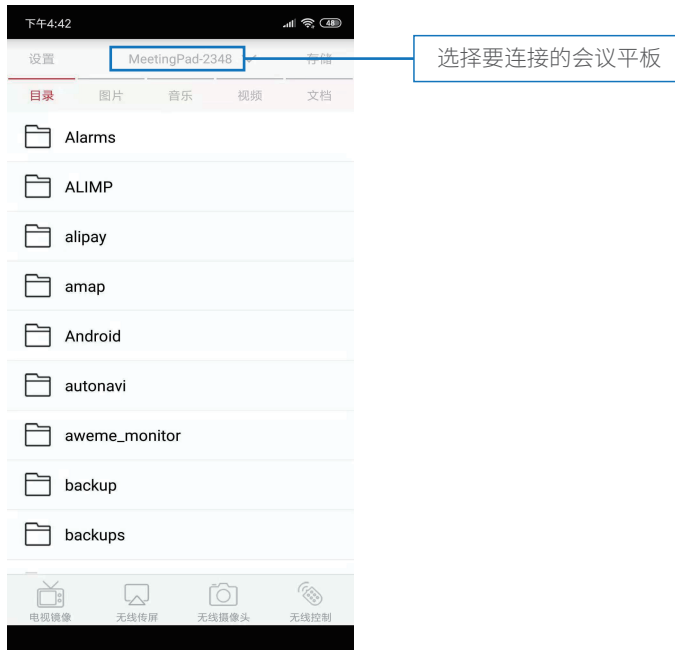 下午4:42 48
设置 MeetingPad-2348 存储
选择要连接的会议平板
目录 图片 音乐 视频 文档
Alarms
ALIMP
alipay
amap
Android
autonavi
aweme_monitor
backup
backups
电视镜像 无线传屏 无线摄像头 无线控制